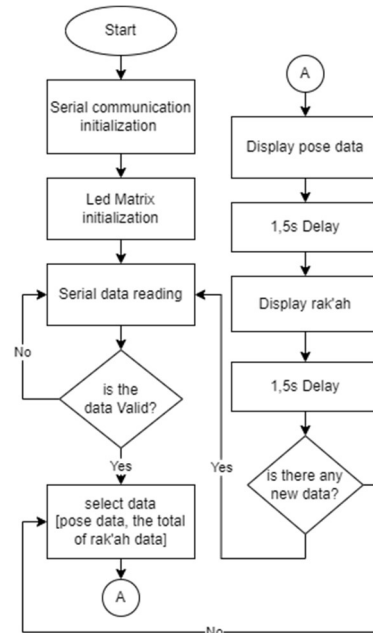 Start
Serial communication
initialization
Led Matrix
initialization
Serial data reading
No
is the
data Valid?
Yes
select data
[pose data, the total
of rak'ah data]
A
A
Display pose data
1,5s Delay
Display rak'ah
1,5s Delay
is there any
new data?
Yes
No